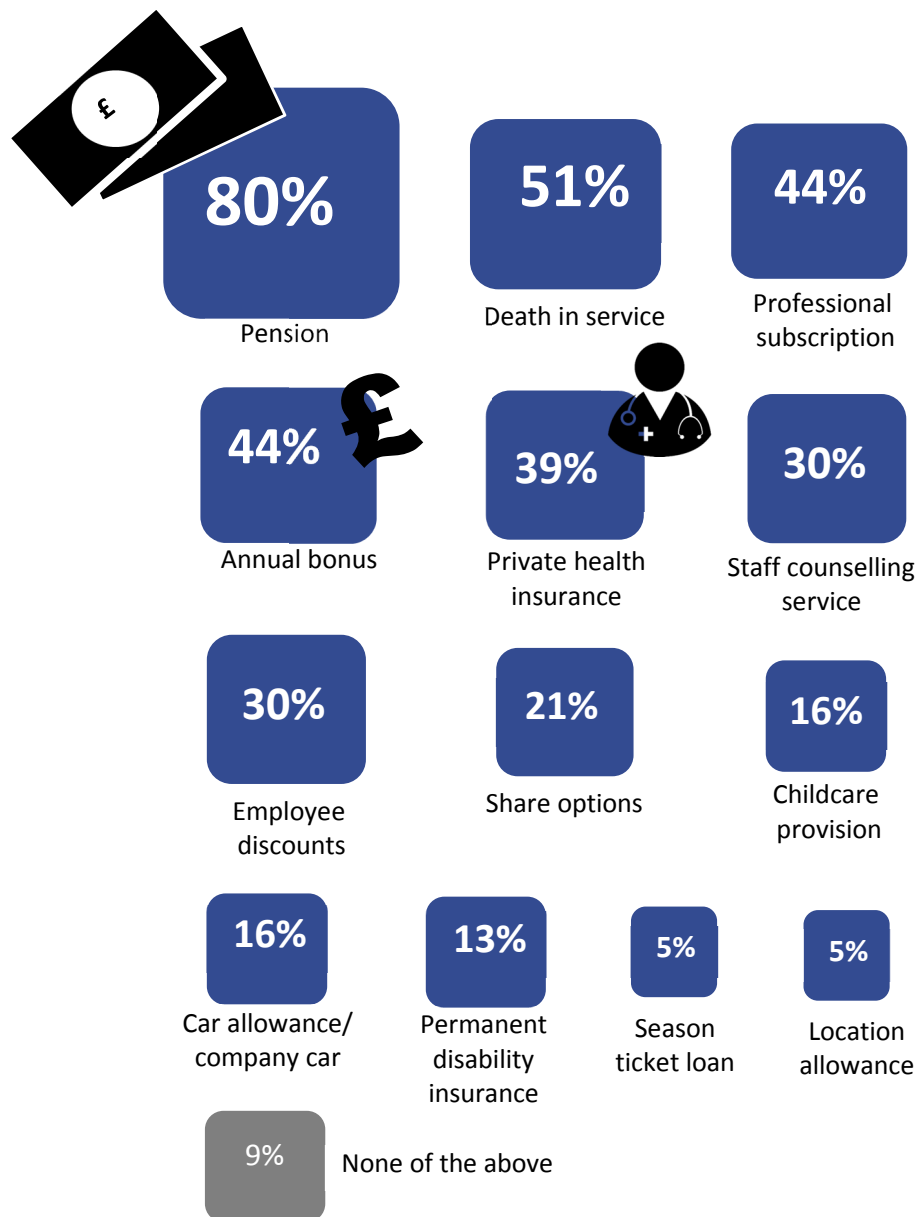 £
80%
51%
44%
Pension
Death in service
Professional
subscription
44%
£
39%
30%
Annual bonus
Private health
insurance
Staff counselling
service
30%
21%
16%
Employee
discounts
Share options
Childcare
provision
16%
13%
5%
5%
Car allowance/
company car
Permanent
disability
insurance
Season
ticket loan
Location
allowance
9%
None of the above